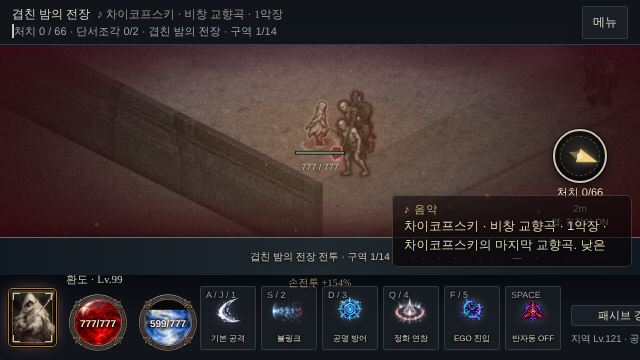 겹친 밤의 전장 ♪ 차이코프스키 · 비창 교향곡 · 1악장
처치 0 / 66 · 단서조각 0/2 · 겹친 밤의 전장 · 구역 1/14
메뉴
777 / 777
처치 0/66
2m
ON
♪ 음악
차이코프스키 · 비창 교향곡 · 1악장 ·
차이코프스키의 마지막 교향곡. 낮은
겹친 밤의 전장 전투 · 구역 1/14
환도 · Lv.99
손전투 +154%
777/777
599/777
A / J / 1
기본 공격
S / 2
블링크
D / 3
공명 방어
Q / 4
정화 연참
F / 5
EGO 진입
SPACE
반자동 OFF
패시브
지역 Lv.121 ·